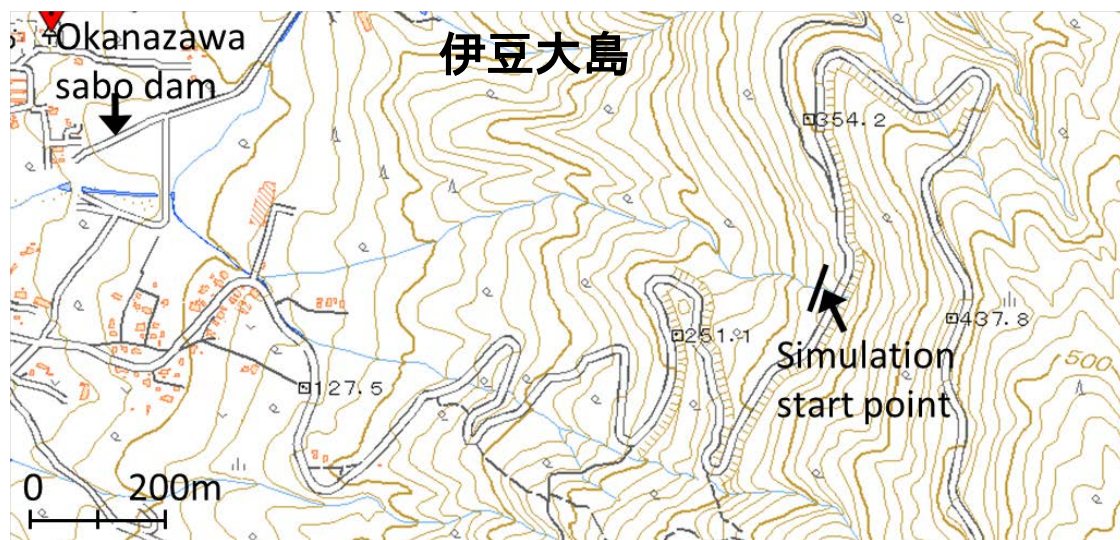 Okanazawa
sabo dam
伊豆大島
354.2
251.1
437.8
Simulation
start point
500
127.5
0 200m